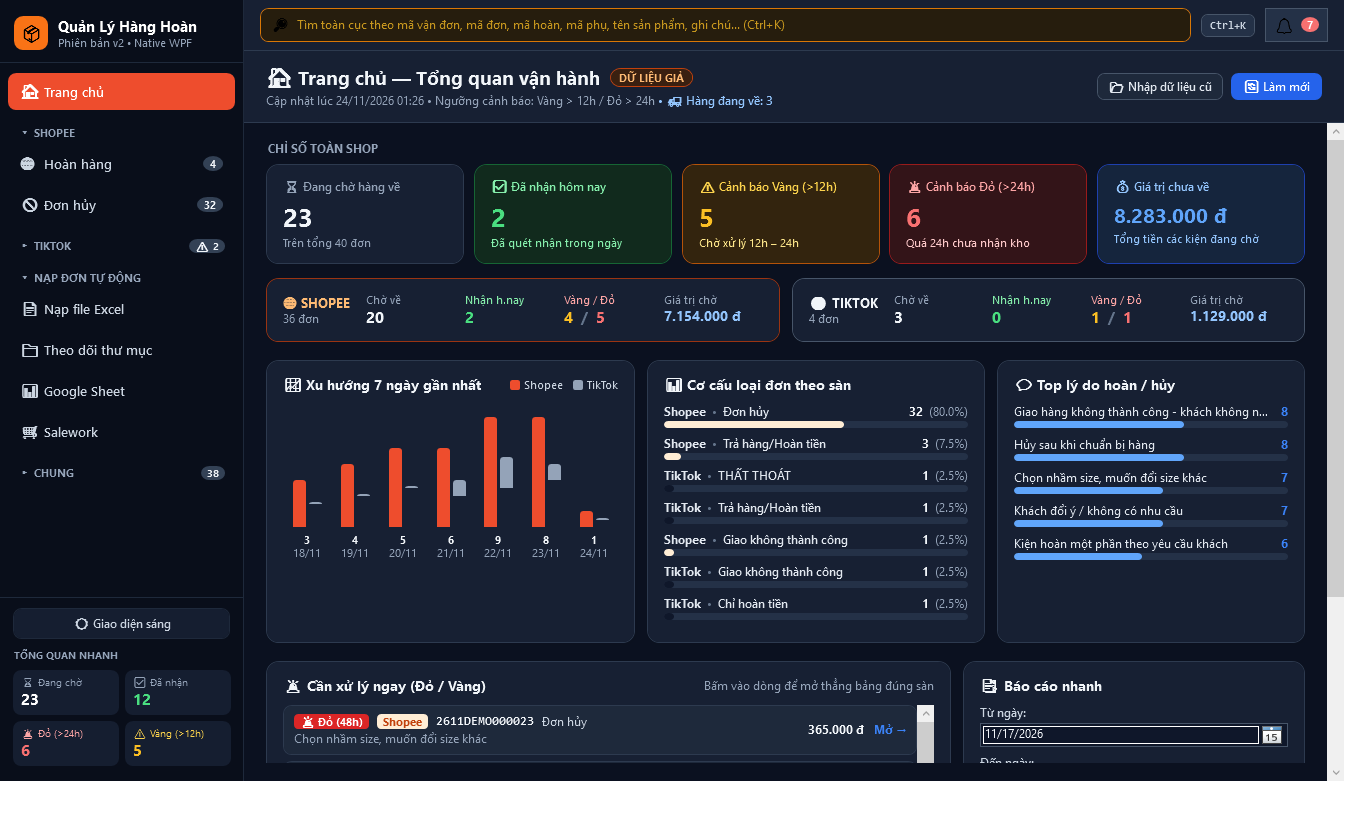 Quản Lý Hàng Hoàn
Phiên bản v2 • Native WPF
Trang chủ
SHOPEE
Hoàn hàng 4
Đơn hủy 32
TIKTOK 2
NẠP ĐƠN TỰ ĐỘNG
Nạp file Excel
Theo dõi thư mục
Google Sheet
Salework
CHUNG 38
Giao diện sáng
TỔNG QUAN NHANH
Đang chờ
23
Đã nhận
12
Đỏ (>24h)
6
Vàng (>12h)
5
Tìm toàn cục theo mã vận đơn, mã đơn, mã hoàn, mã phụ, tên sản phẩm, ghi chú... (Ctrl+K)
Ctrl+K
7
Trang chủ — Tổng quan vận hành DỮ LIỆU GIẢ
Cập nhật lúc 24/11/2026 01:26 • Ngưỡng cảnh báo: Vàng > 12h / Đỏ > 24h • Hàng đang về: 3
Nhập dữ liệu cũ
Làm mới
CHỈ SỐ TOÀN SHOP
Đang chờ hàng về
23
Trên tổng 40 đơn
Đã nhận hôm nay
2
Đã quét nhận trong ngày
Cảnh báo Vàng (>12h)
5
Chờ xử lý 12h – 24h
Cảnh báo Đỏ (>24h)
6
Quá 24h chưa nhận kho
Giá trị chưa về
8.283.000 đ
Tổng tiền các kiện đang chờ
SHOPEE
36 đơn
Chờ về
20
Nhận h.nay
2
Vàng / Đỏ
4 / 5
Giá trị chờ
7.154.000 đ
TIKTOK
4 đơn
Chờ về
3
Nhận h.nay
0
Vàng / Đỏ
1 / 1
Giá trị chờ
1.129.000 đ
Xu hướng 7 ngày gần nhất
Shopee TikTok
3 4 5 6 9 8 1
18/11 19/11 20/11 21/11 22/11 23/11 24/11
Cơ cấu loại đơn theo sàn
Shopee • Đơn hủy 32 (80.0%)
Shopee • Trả hàng/Hoàn tiền 3 (7.5%)
TikTok • THẤT THOÁT 1 (2.5%)
TikTok • Trả hàng/Hoàn tiền 1 (2.5%)
Shopee • Giao không thành công 1 (2.5%)
TikTok • Giao không thành công 1 (2.5%)
TikTok • Chỉ hoàn tiền 1 (2.5%)
Top lý do hoàn / hủy
Giao hàng không thành công - khách không n... 8
Hủy sau khi chuẩn bị hàng 8
Chọn nhầm size, muốn đổi size khác 7
Khách đổi ý / không có nhu cầu 7
Kiện hoàn một phần theo yêu cầu khách 6
Cần xử lý ngay (Đỏ / Vàng)
Bấm vào dòng để mở thẳng bảng đúng sàn
Đỏ (48h) Shopee 2611DEMO000023 Đơn hủy
Chọn nhầm size, muốn đổi size khác
365.000 đ Mở →
Báo cáo nhanh
Từ ngày:
11/17/2026
15
Đến ngày: